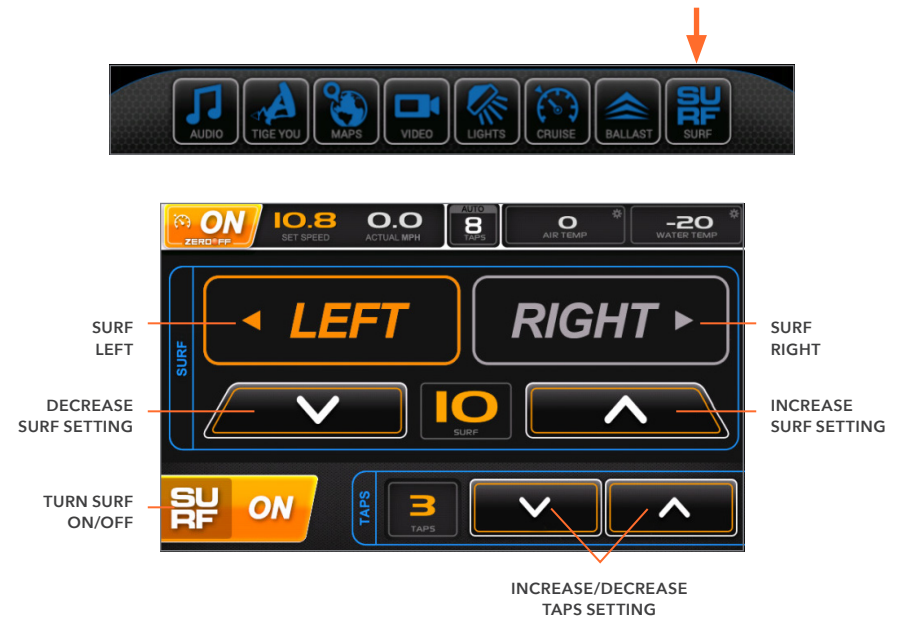 SU
RF
AUDIO TIGE YOU MAPS VIDEO LIGHTS CRUISE BALLAST SURF
ON
ZERO OFF
10.8
SET SPEED
0.0
ACTUAL MPH
AUTO
8
TAPS
0
AIR TEMP
-20
WATER TEMP
SURF
LEFT
SURF
LEFT
RIGHT
SURF
RIGHT
DECREASE
SURF SETTING
10
SURF
INCREASE
SURF SETTING
TURN SURF
ON/OFF
SU
RF
ON
TAPS
3
TAPS
INCREASE/DECREASE
TAPS SETTING